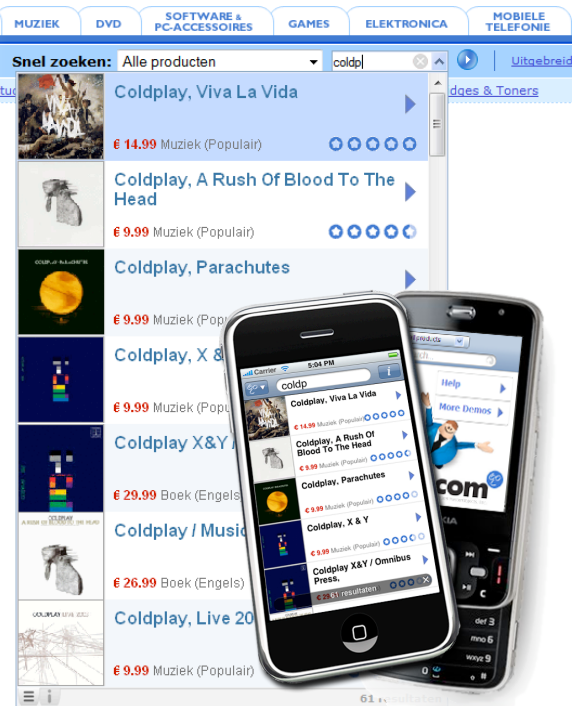 MUZIEK
DVD
SOFTWARE &
PC-ACCESSOIRES
GAMES
ELEKTRONICA
MOBIELE
TELEFONIE
Snel zoeken: Alle producten coldp Uitgebreid
dges & Toners
Coldplay, Viva La Vida
€ 14.99 Muziek (Populair)
Coldplay, A Rush Of Blood To The
Head
€ 9.99 Muziek (Populair)
Coldplay, Parachutes
€ 9.99 Muziek (Popu
Coldplay, X &
€ 9.99 Muziek (Popu
Coldplay X&Y /
€ 29.99 Boek (Engels)
Coldplay / Music
€ 26.99 Boek (Engels)
Coldplay, Live 20
€ 9.99 Muziek (Populair)
61 resultaten
Carrier 5:04 PM
coldp
Coldplay, Viva La Vida
€ 14.99 Muziek (Populair)
Coldplay, A Rush Of
Blood To The Head
€ 9.99 Muziek (Populair)
Coldplay, Parachutes
€ 9.99 Muziek (Populair)
Coldplay, X & Y
€ 9.99 Muziek (Populair)
Coldplay X&Y / Omnibus
Press,
61 resultaten
products
rch
Help
More Demos
.com
KIA
c
def 3
mno 6
wxyz 9
0